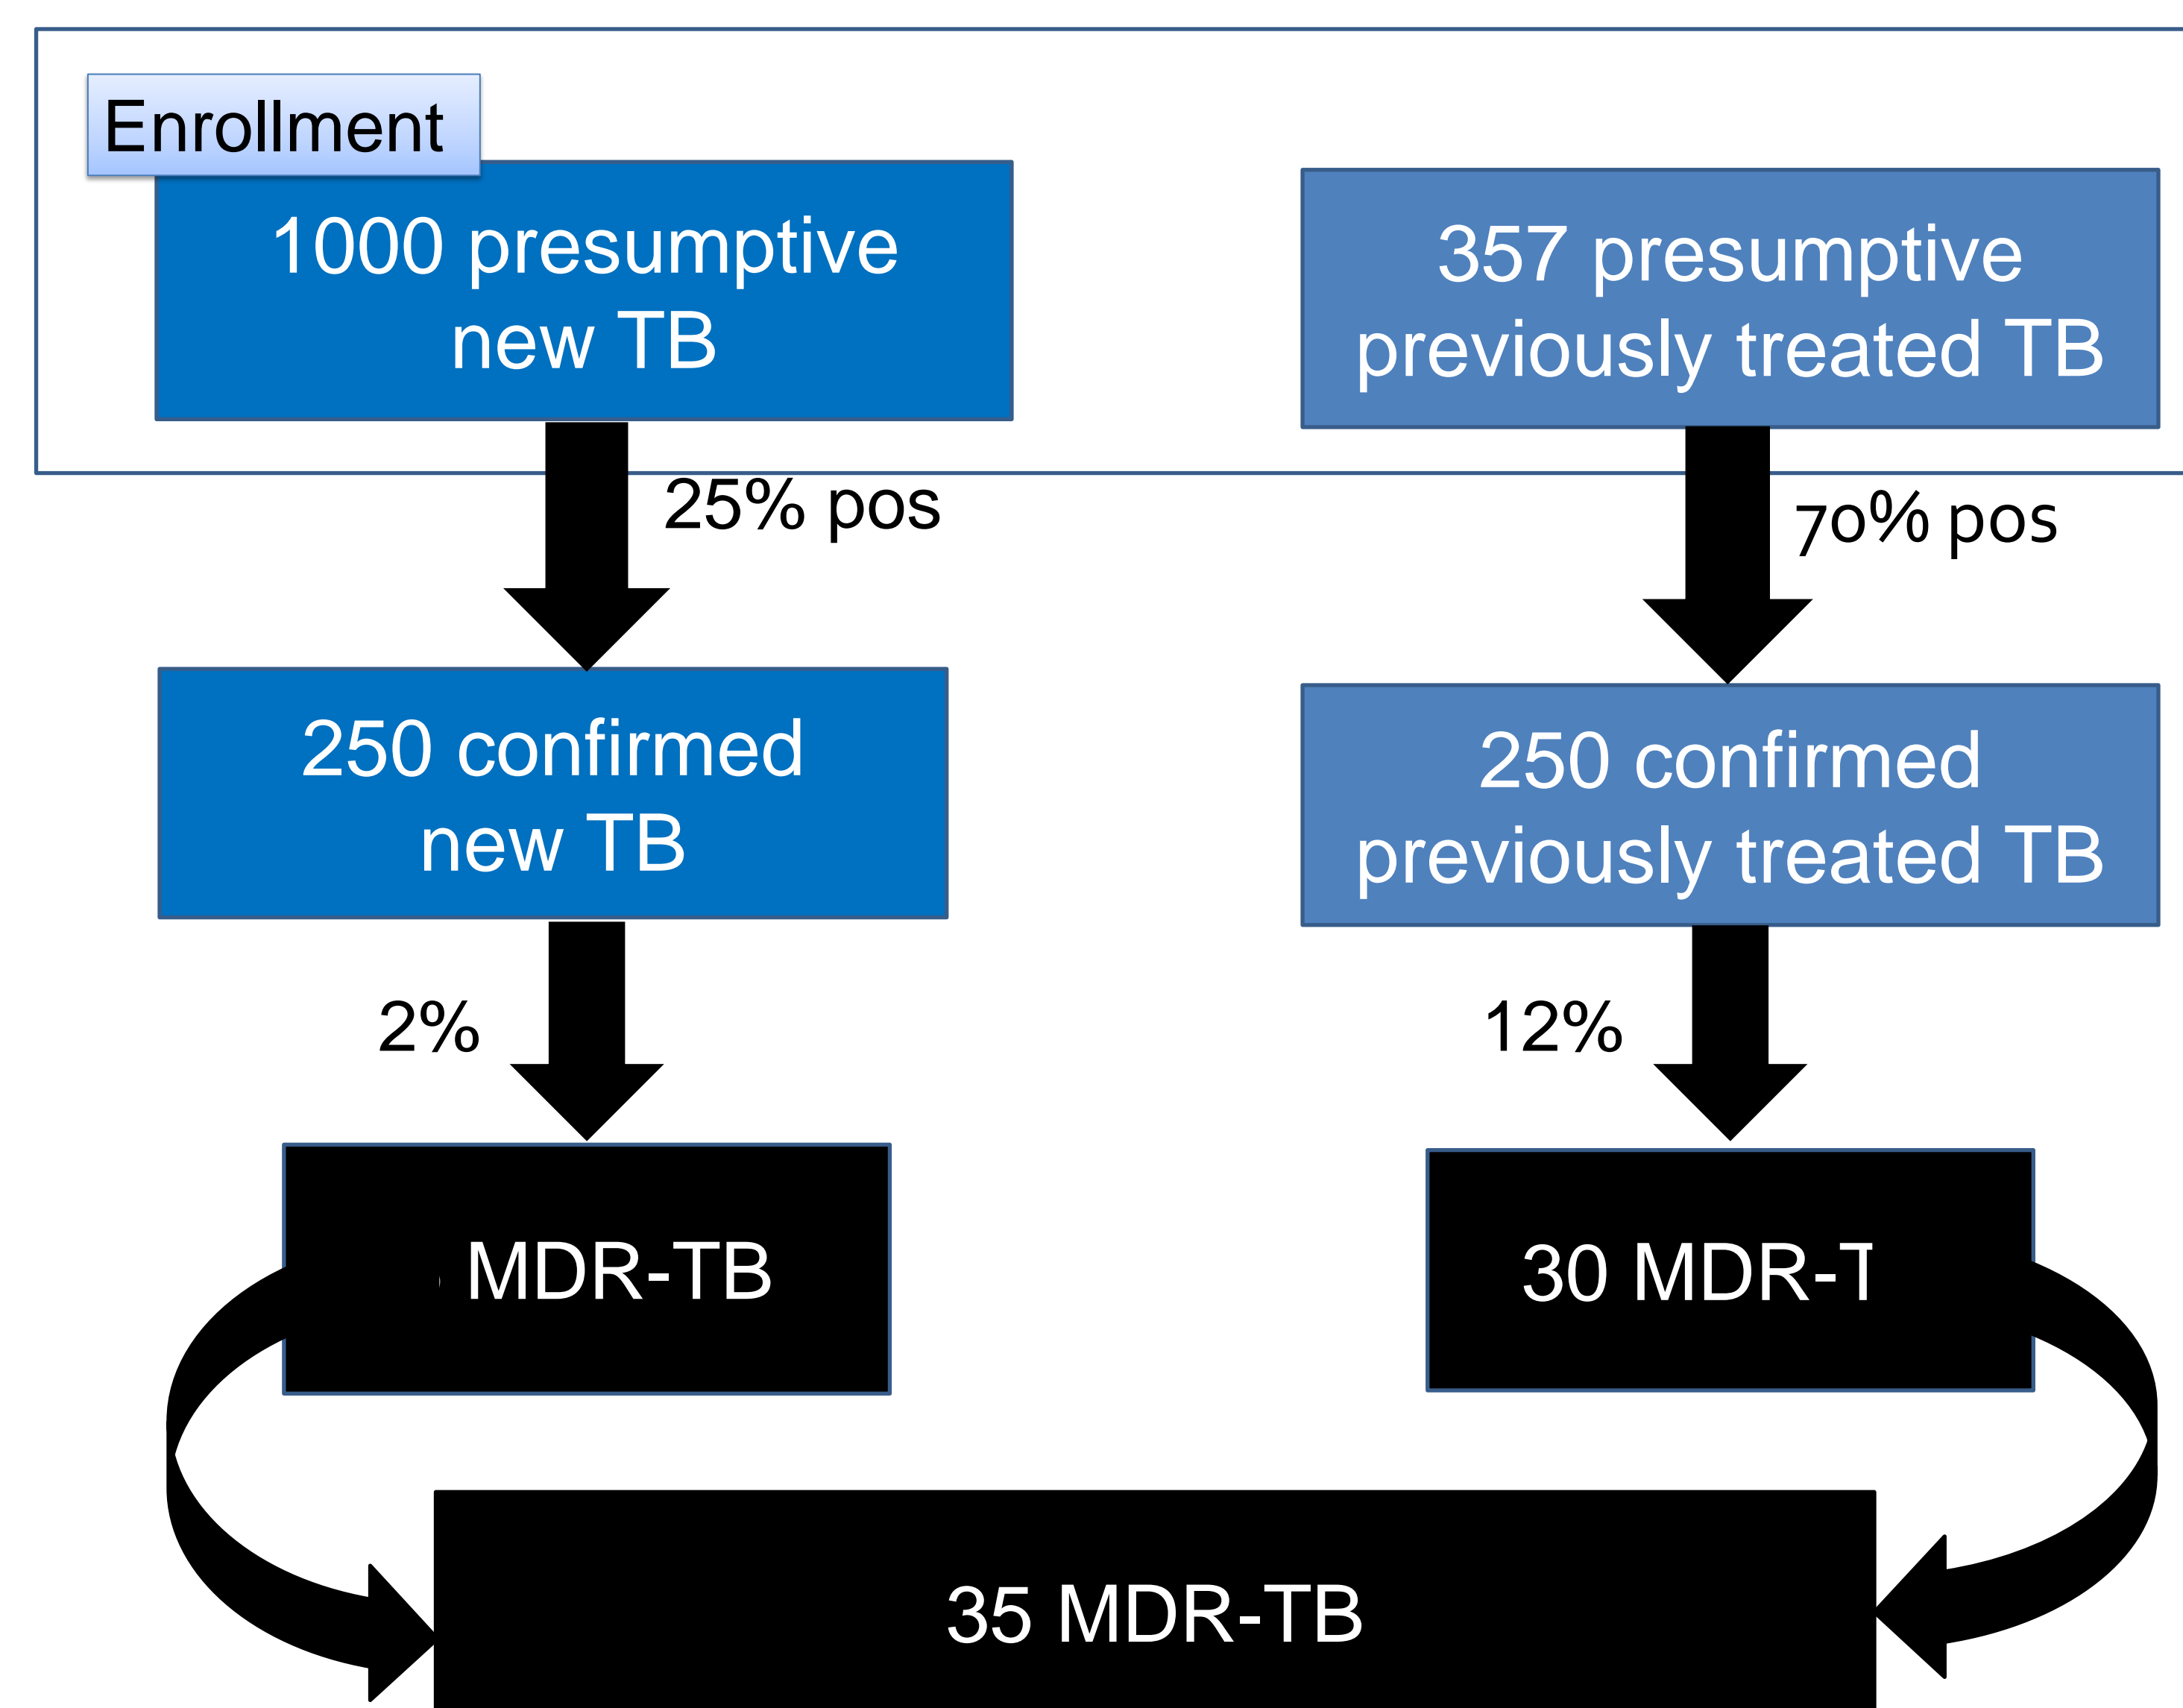 Enrollment
1000 presumptive
new TB
357 presumptive
previously treated TB
25% pos
70% pos
250 confirmed
new TB
250 confirmed
previously treated TB
2%
12%
MDR-TB
30 MDR-T
35 MDR-TB